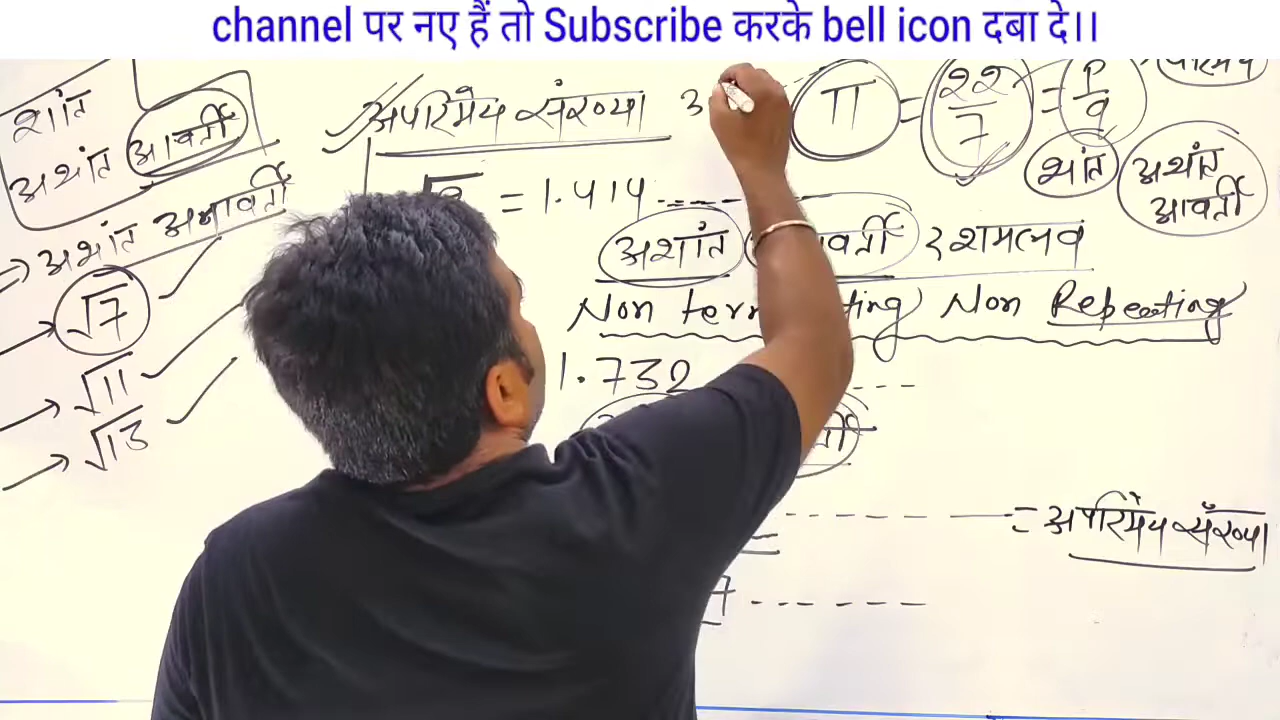 channel पर नए हैं तो Subscribe करके bell icon दबा दे।।
शांत
अशांत आवर्ती
अशांत अनावर्ती
√7
√11
√13
अपरिमेय संख्या
π = 22/7 = P/q
शांत
अशांत आवर्ती
= 1.414 ------
अशांत दशमलव
Non Non Repeating
1.732
= अपरिमेय संख्या
7 ------